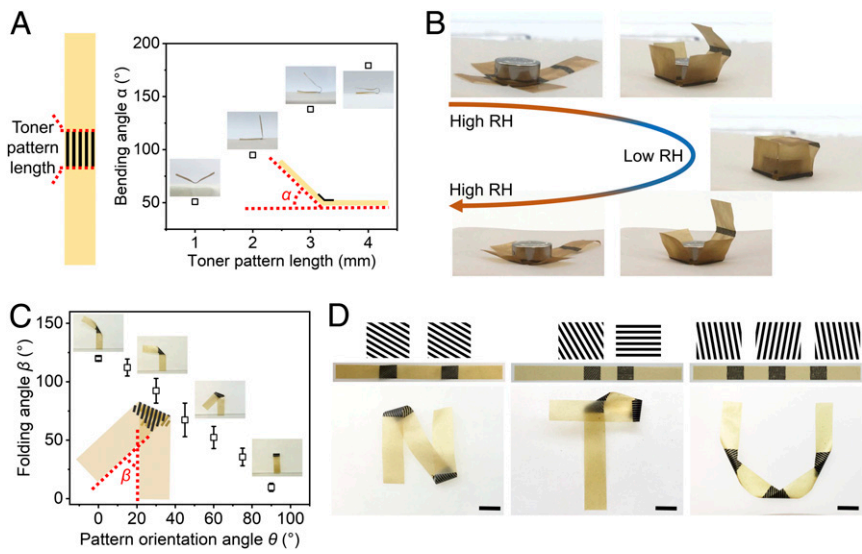 A
Toner
pattern
length
Bending angle α (°)
200
150
100
50
α
1
2
3
4
Toner pattern length (mm)
B
High RH
Low RH
High RH
C
Folding angle β (°)
150
100
50
0
β
0
20
40
60
80
100
Pattern orientation angle θ (°)
D